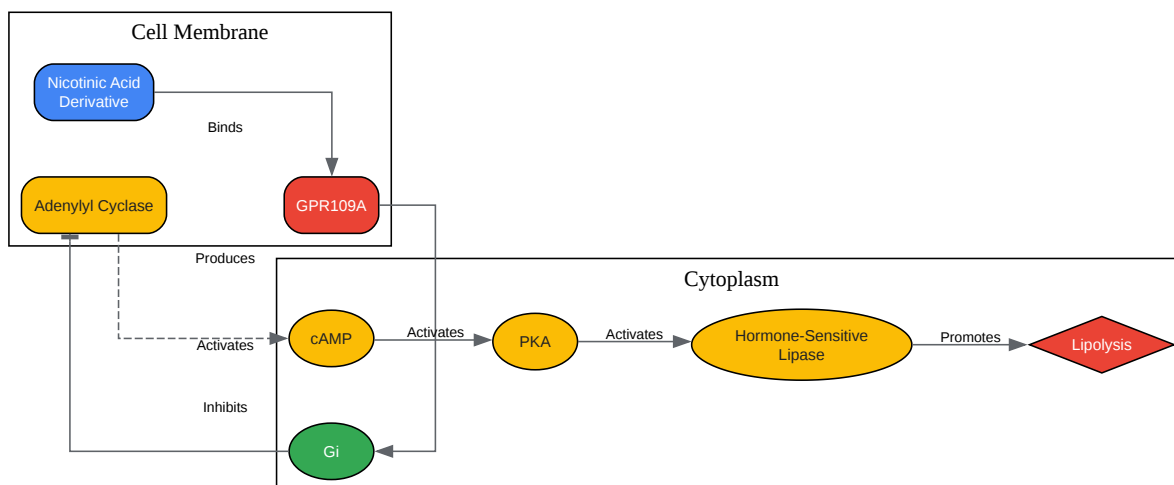 Cell Membrane
Nicotinic Acid
Derivative
Binds
Adenylyl Cyclase
GPR109A
Produces
Cytoplasm
cAMP
Activates
Activates
PKA
Activates
Hormone-Sensitive
Lipase
Promotes
Lipolysis
Inhibits
Gi